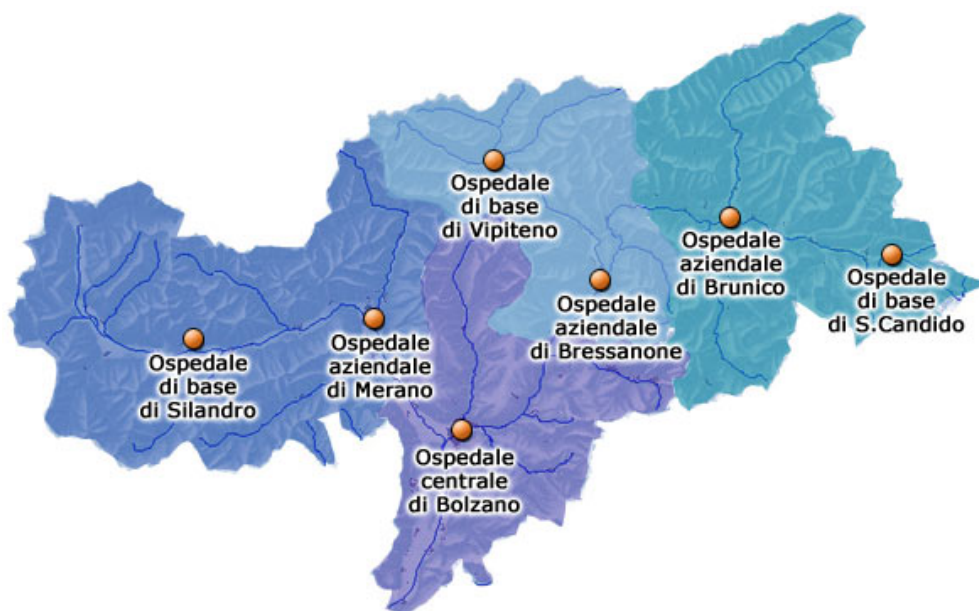 Ospedale
di base
di Vipiteno
Ospedale
aziendale
di Brunico
Ospedale
di base
di S.Candido
Ospedale
aziendale
di Bressanone
Ospedale
aziendale
di Merano
Ospedale
di base
di Silandro
Ospedale
centrale
di Bolzano